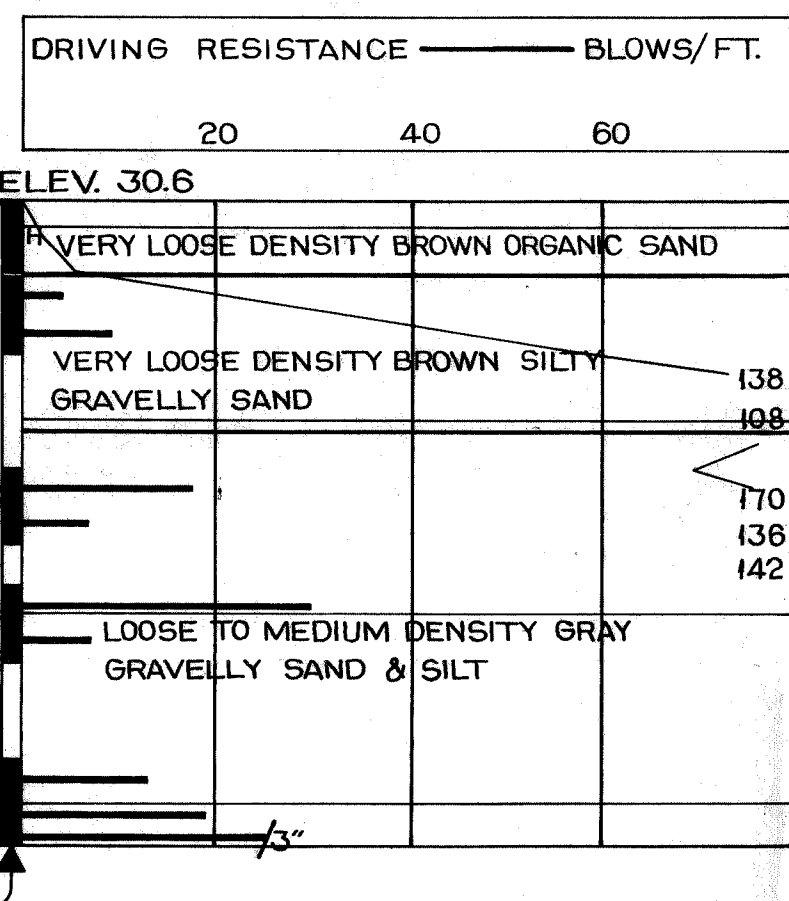 DRIVING RESISTANCE BLOWS/FT.
20 40 60
ELEV. 30.6
H VERY LOOSE DENSITY BROWN ORGANIC SAND
VERY LOOSE DENSITY BROWN SILTY
138
GRAVELLY SAND
108
170
136
142
LOOSE TO MEDIUM DENSITY GRAY
GRAVELLY SAND & SILT
/3"